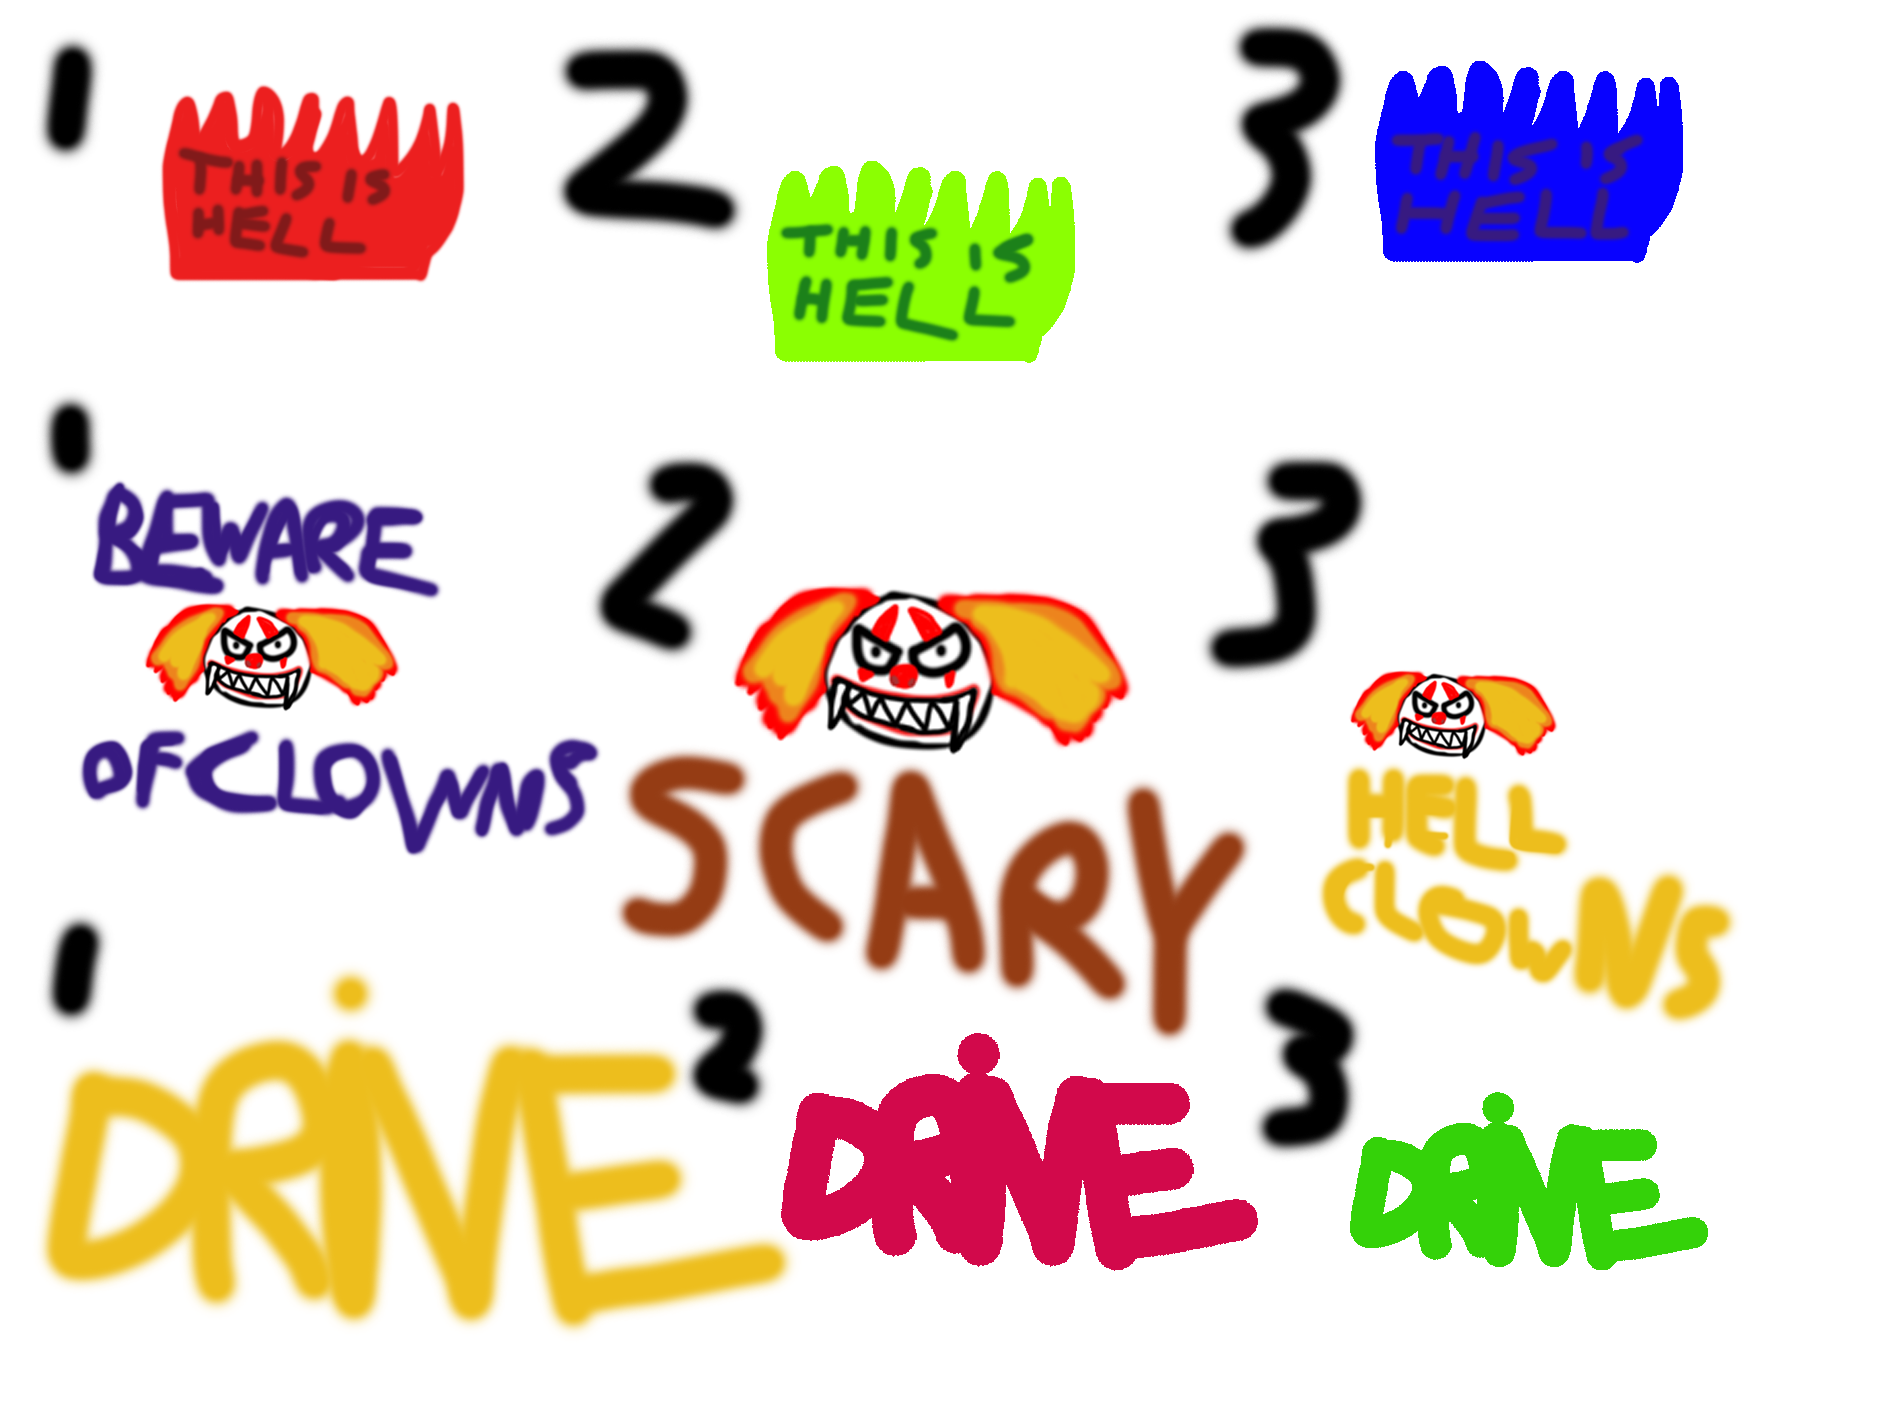 1
THIS IS
HELL
2
THIS IS
HELL
3
THIS IS
HELL
1
BEWARE
OF CLOWNS
2
SCARY
3
HELL
CLOWNS
1
DRiVE
2
DRiVE
3
DRiVE